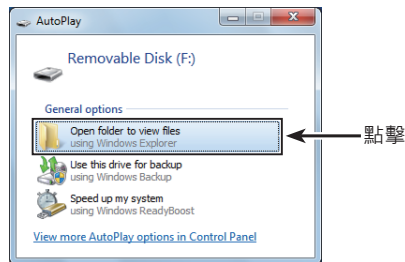 AutoPlay
Removable Disk (F:)
General options
Open folder to view files
using Windows Explorer
點擊
Use this drive for backup
using Windows Backup
Speed up my system
using Windows ReadyBoost
View more AutoPlay options in Control Panel